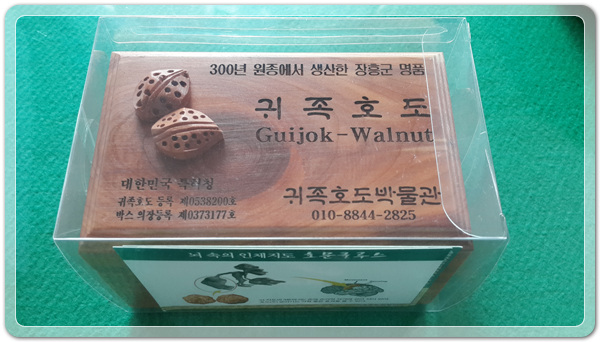 300년 원종에서 생산한 장흥군 명품
귀족호도
Guijok-Walnut
대한민국 특허청
귀족호도 등록 제0538200호
박스 의장등록 제0373177호
귀족호도박물관
010-8844-2825